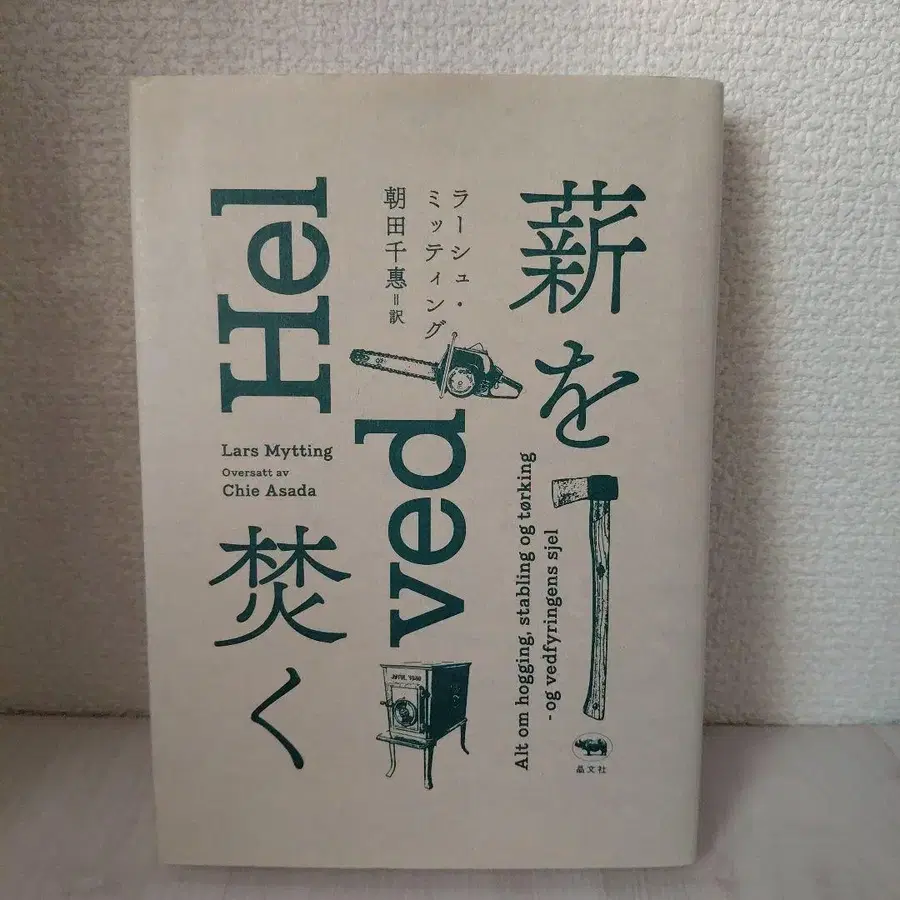 薪を
焚く
ラーシュ・
ミッティング
朝田千惠=訳
Hel
ved
Lars Mytting
Oversatt av
Chie Asada
Alt om hogging, stabling og tørking
- og vedfyringens sjel
晶文社